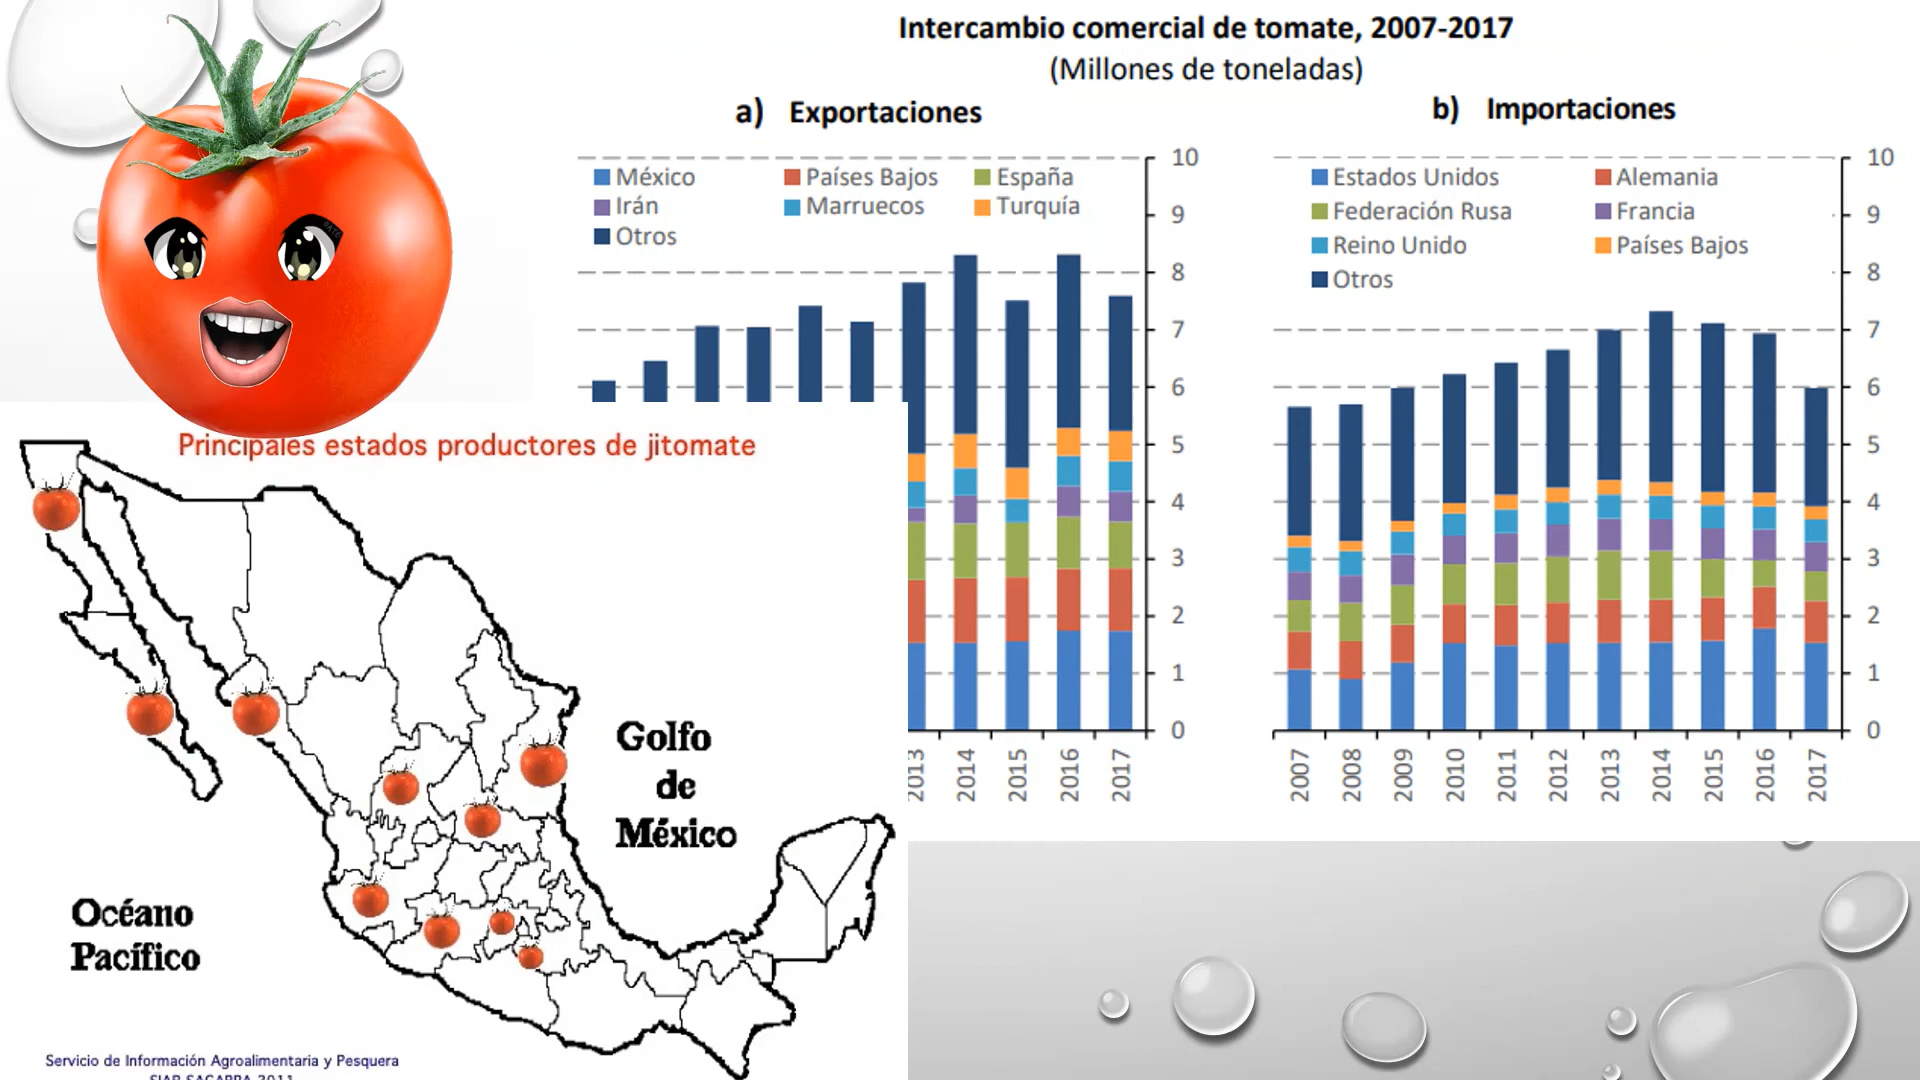 Intercambio comercial de tomate, 2007-2017
(Millones de toneladas)
a) Exportaciones
México
Países Bajos
España
Irán
Marruecos
Turquía
Otros
10
9
8
7
6
5
4
3
2
1
0
2013
2014
2015
2016
2017
b) Importaciones
Estados Unidos
Alemania
Federación Rusa
Francia
Reino Unido
Países Bajos
Otros
10
9
8
7
6
5
4
3
2
1
0
2007
2008
2009
2010
2011
2012
2013
2014
2015
2016
2017
Principales estados productores de jitomate
Golfo
de
México
Océano
Pacífico
Servicio de Información Agroalimentaria y Pesquera
SIAP SAGARPA 2011